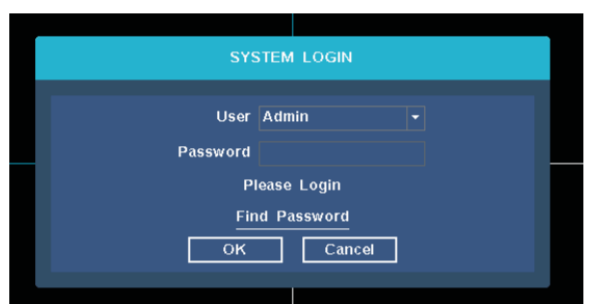 SYSTEM LOGIN
User Admin
Password
Please Login
Find Password
OK Cancel